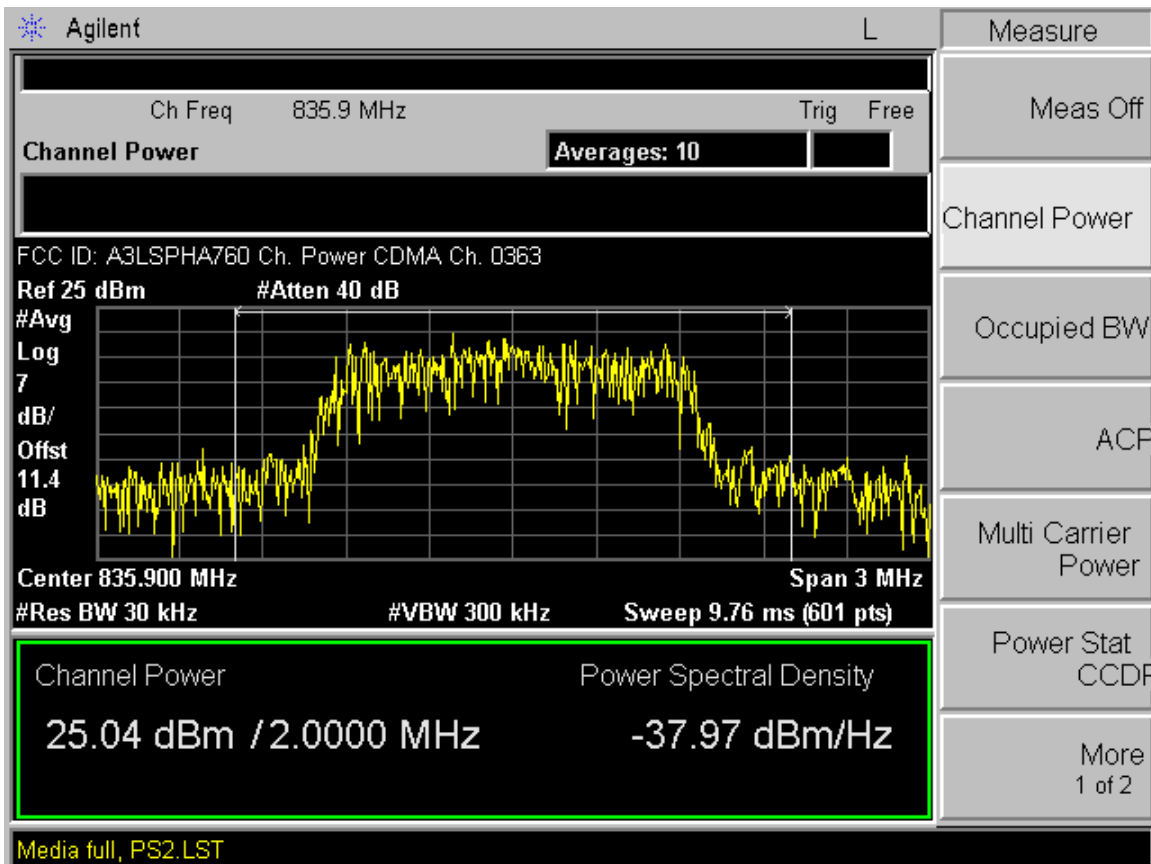 Agilent L
Measure
Ch Freq 835.9 MHz Trig Free
Channel Power Averages: 10
FCC ID: A3LSPHA760 Ch. Power CDMA Ch. 0363
Ref 25 dBm #Atten 40 dB
#Avg
Log
7
dB/
Offst
11.4
dB
Center 835.900 MHz Span 3 MHz
#Res BW 30 kHz #VBW 300 kHz Sweep 9.76 ms (601 pts)
Channel Power Power Spectral Density
25.04 dBm / 2.0000 MHz -37.97 dBm/Hz
Media full, PS2.LST
Meas Off
Channel Power
Occupied BW
ACP
Multi Carrier
Power
Power Stat
CCDF
More
1 of 2